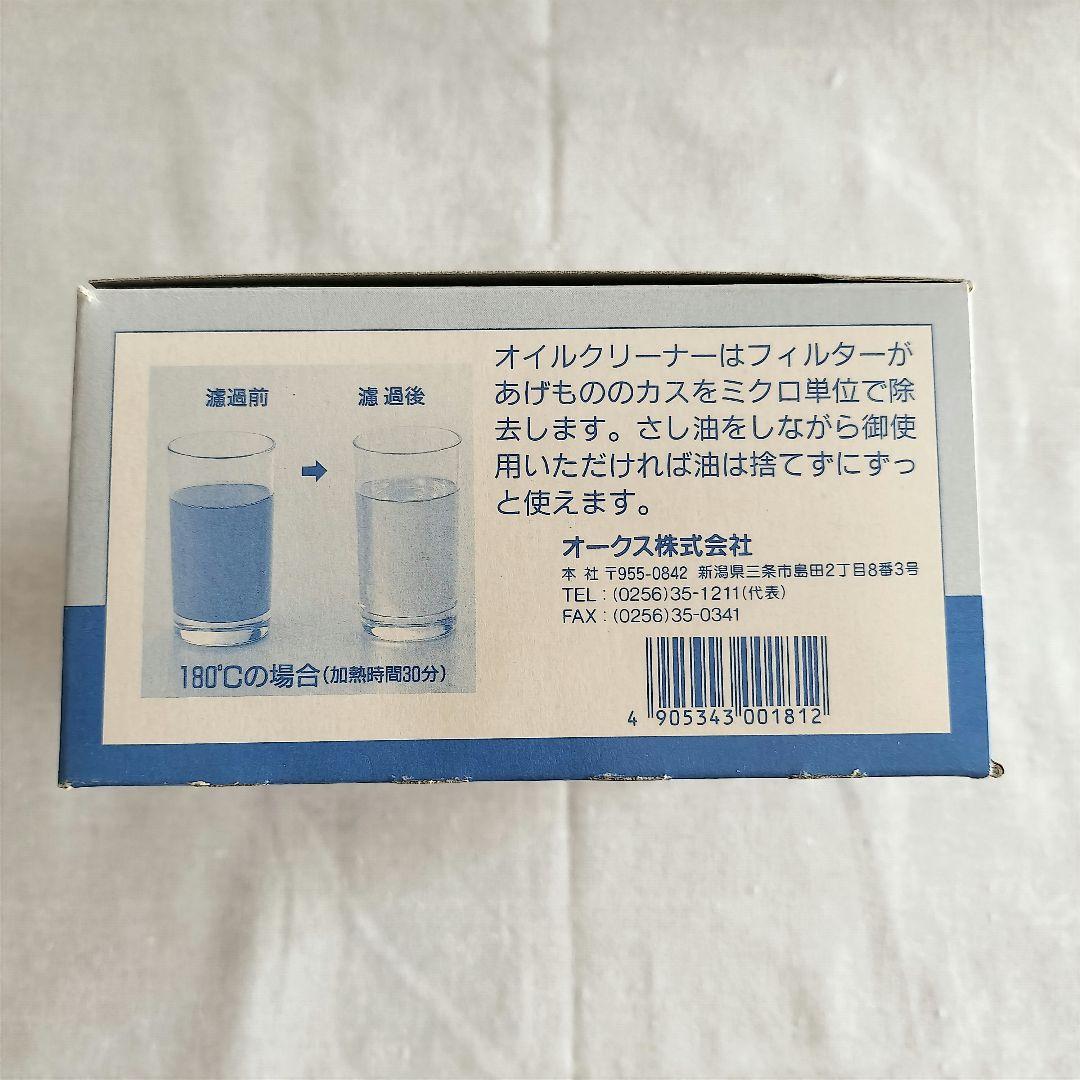 濾過前 濾過後
180℃の場合(加熱時間30分)
オイルクリーナーはフィルターが
あげもののカスをミクロ単位で除
去します。さし油をしながら御使
用いただければ油は捨てずにずっ
と使えます。
オークス株式会社
本 社 〒955-0842 新潟県三条市島田2丁目8番3号
TEL : (0256)35-1211(代表)
FAX : (0256)35-0341
4 905343 001812